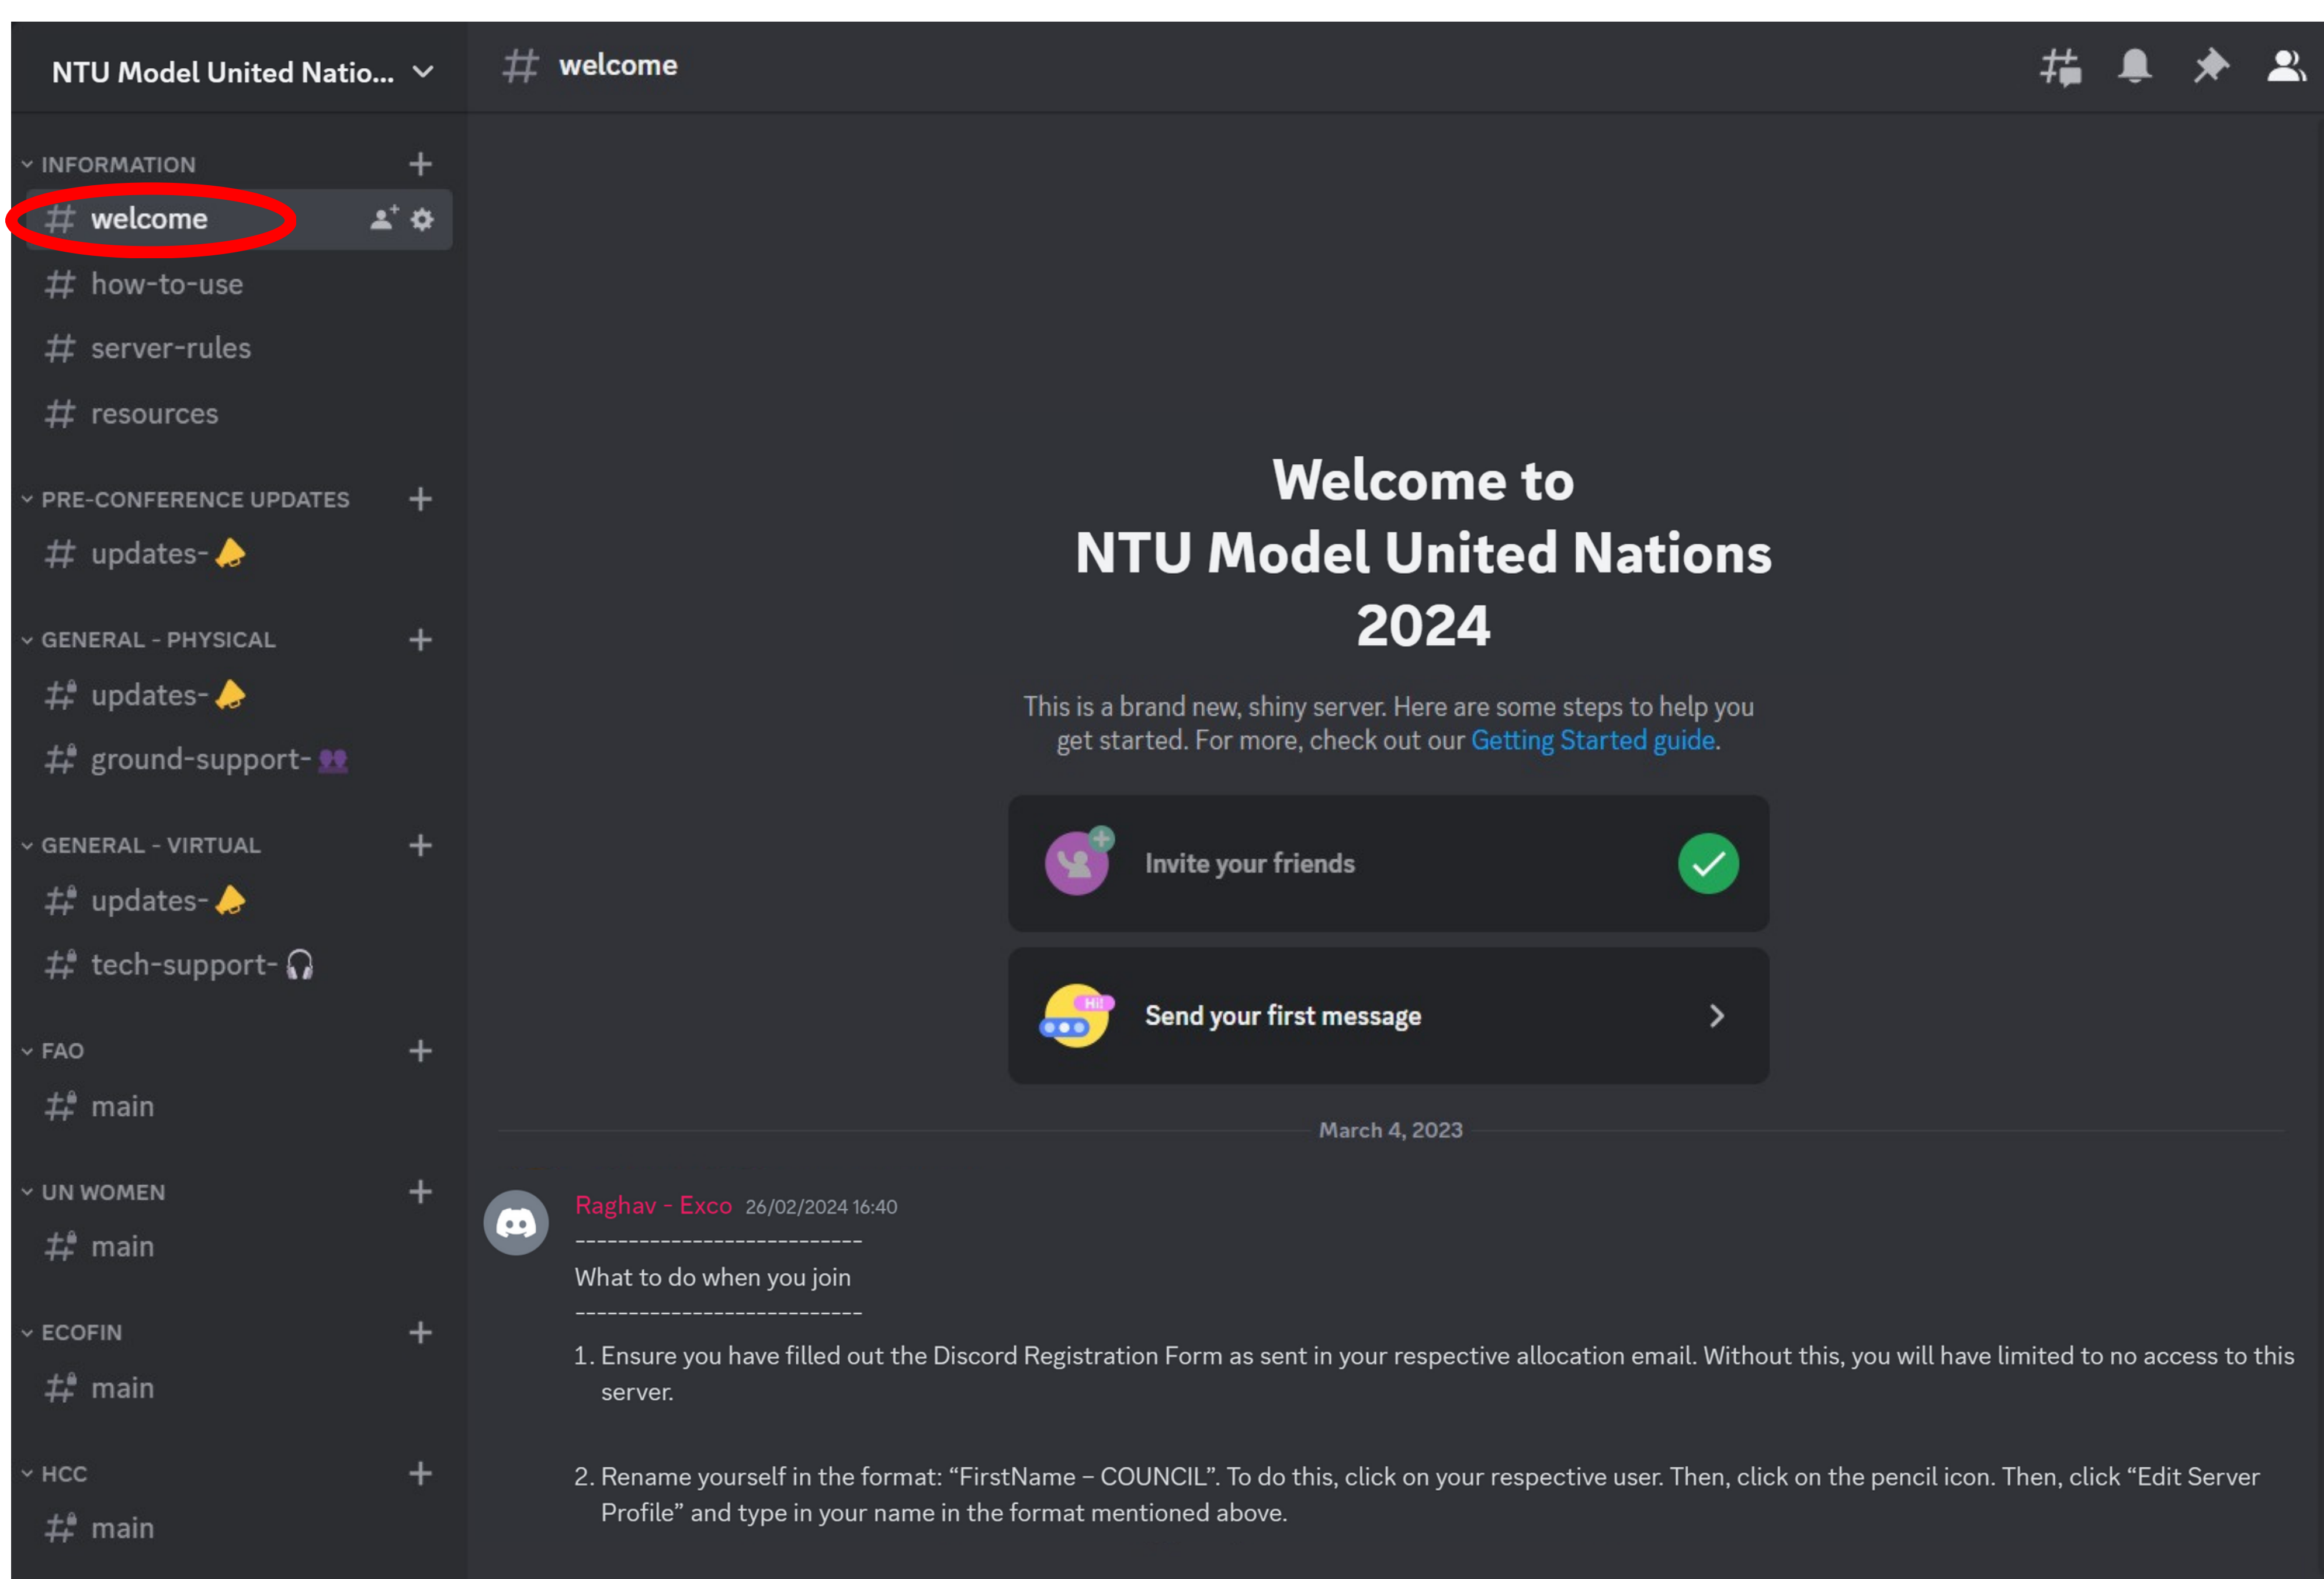 NTU Model United Natio...
# welcome
INFORMATION
welcome
how-to-use
server-rules
resources
PRE-CONFERENCE UPDATES
updates-
GENERAL - PHYSICAL
updates-
ground-support-
GENERAL - VIRTUAL
updates-
tech-support-
FAO
main
UN WOMEN
main
ECOFIN
main
HCC
main
Welcome to
NTU Model United Nations
2024
This is a brand new, shiny server. Here are some steps to help you
get started. For more, check out our Getting Started guide.
Invite your friends
Hi!
Send your first message
March 4, 2023
Raghav - Exco 26/02/2024 16:40
---------------------------
What to do when you join
---------------------------
1. Ensure you have filled out the Discord Registration Form as sent in your respective allocation email. Without this, you will have limited to no access to this
server.
2. Rename yourself in the format: “FirstName – COUNCIL”. To do this, click on your respective user. Then, click on the pencil icon. Then, click “Edit Server
Profile” and type in your name in the format mentioned above.